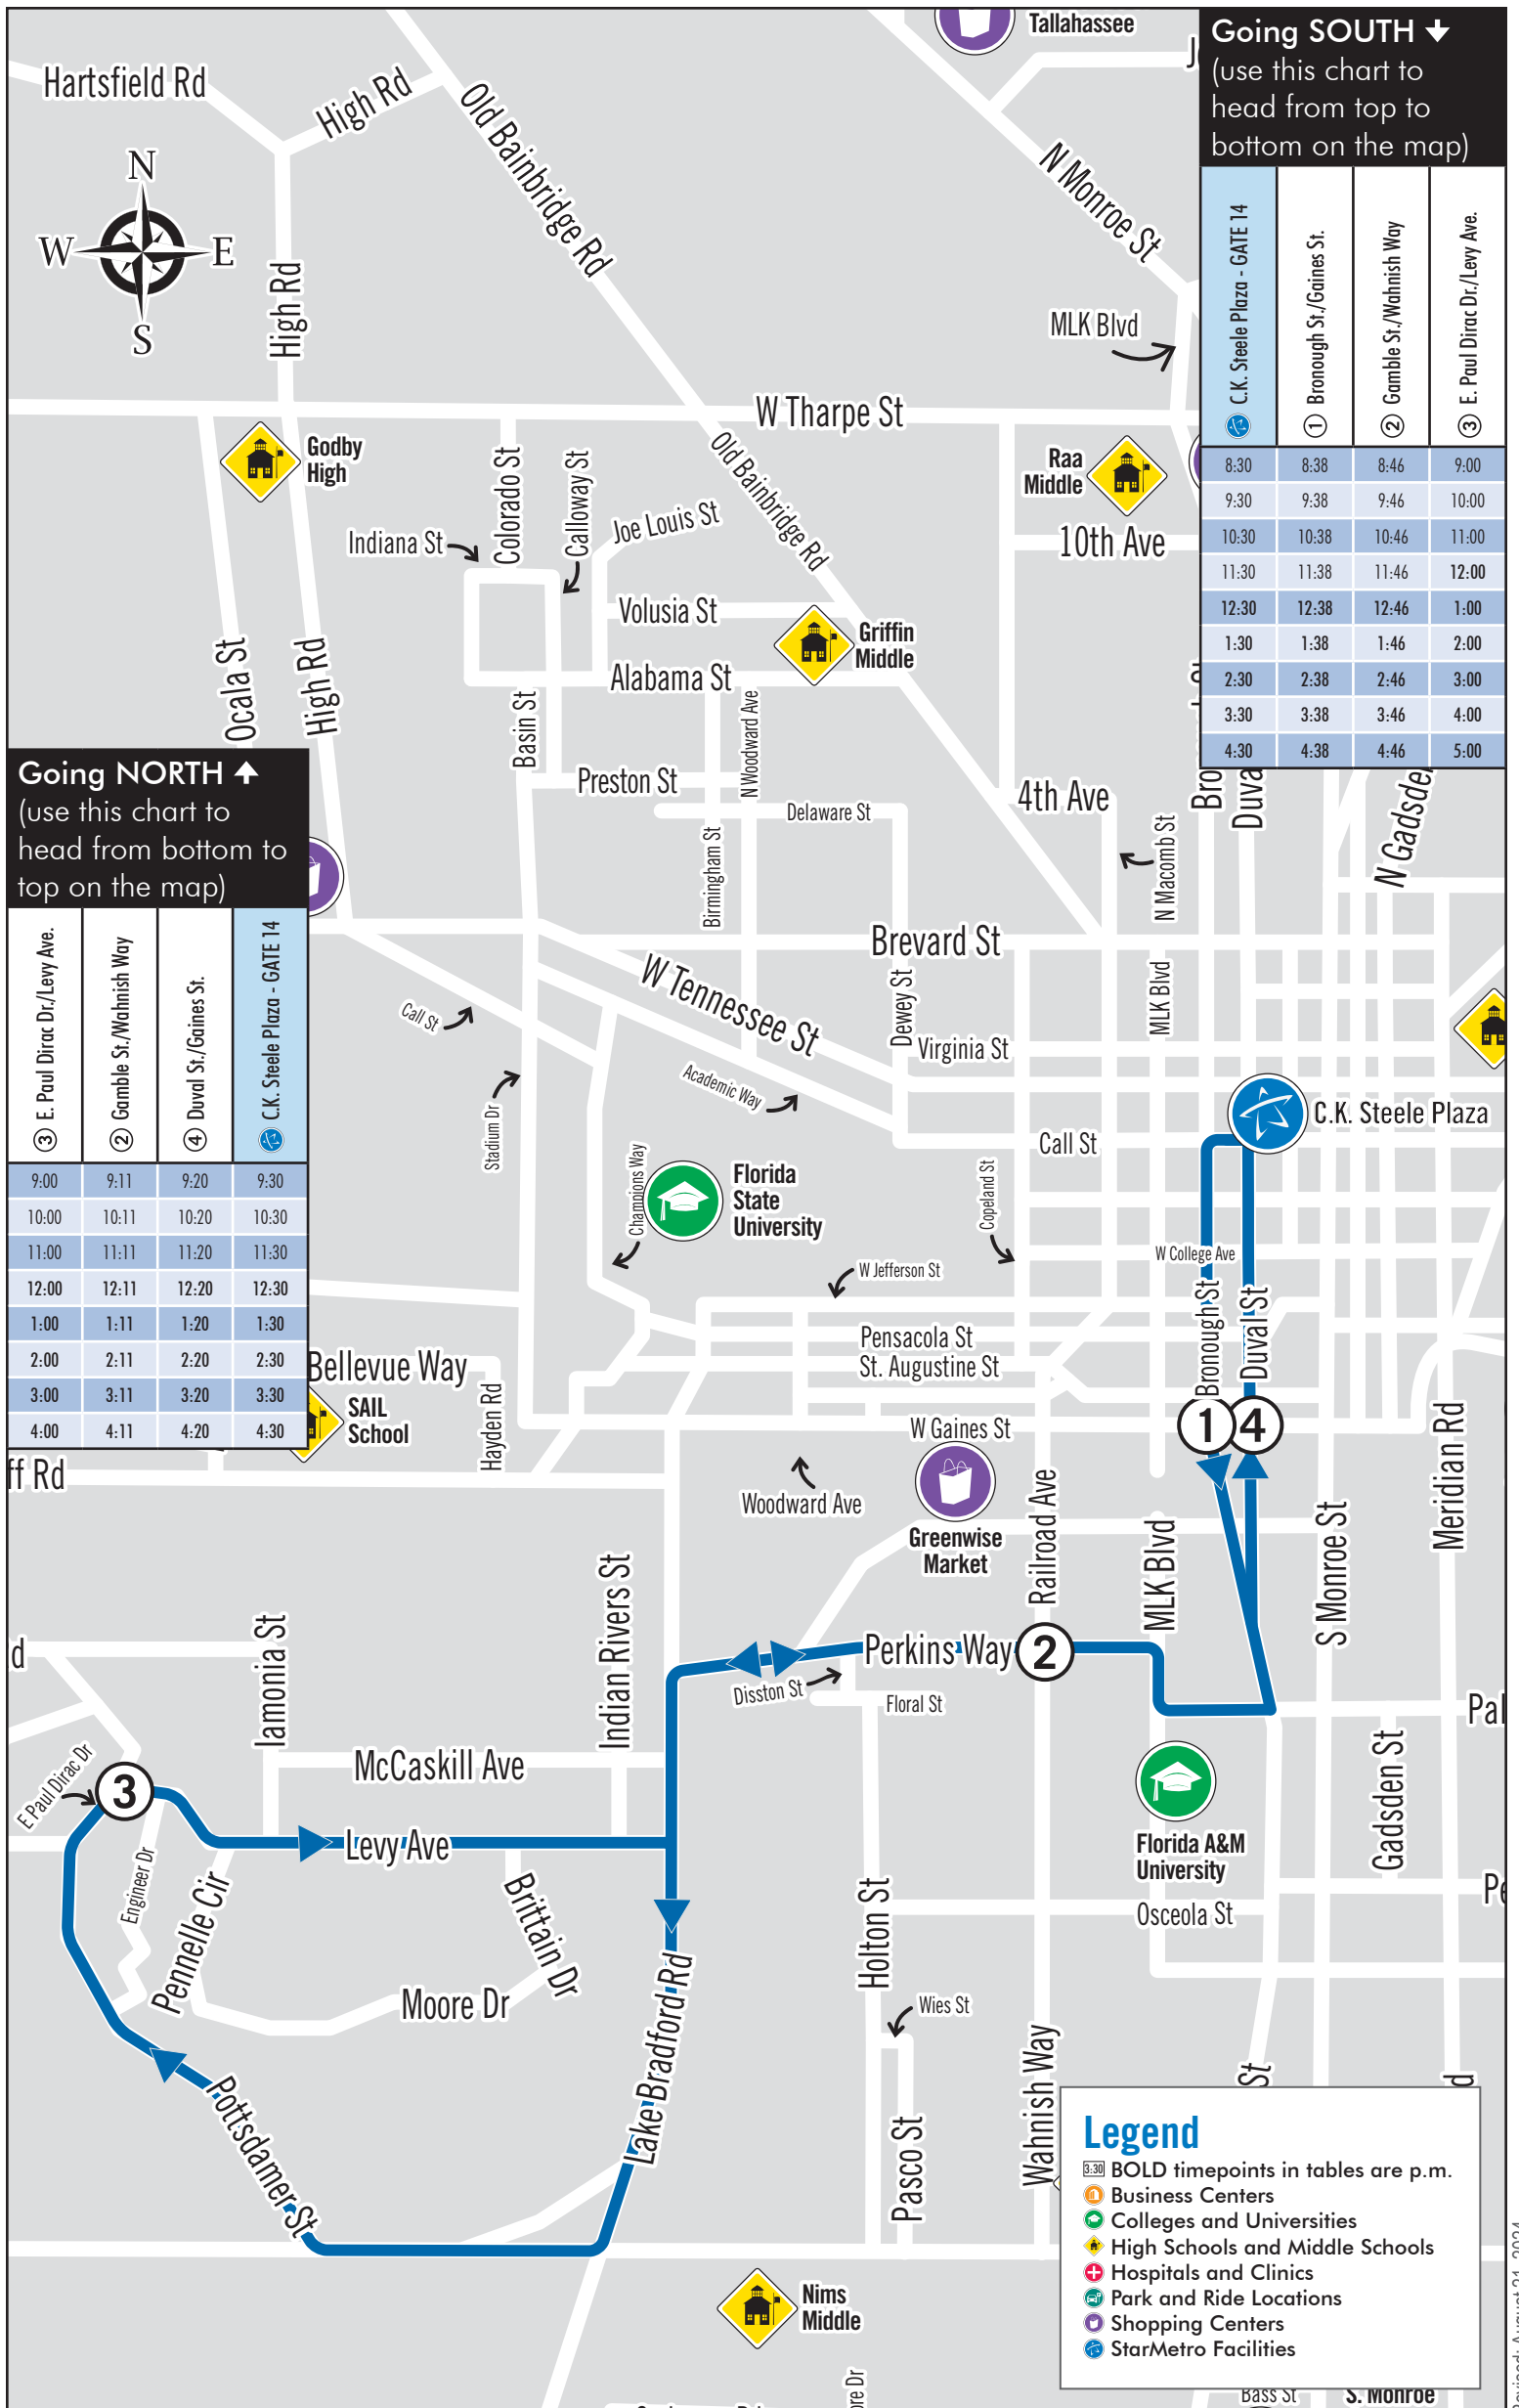 Tallahassee
Going SOUTH
(use this chart to
head from top to
bottom on the map)
C.K. Steele Plaza - GATE 14
1 Bronough St./Gaines St.
2 Gamble St./Wahnish Way
3 E. Paul Dirac Dr./Levy Ave.
8:30 8:38 8:46 9:00
9:30 9:38 9:46 10:00
10:30 10:38 10:46 11:00
11:30 11:38 11:46 12:00
12:30 12:38 12:46 1:00
1:30 1:38 1:46 2:00
2:30 2:38 2:46 3:00
3:30 3:38 3:46 4:00
4:30 4:38 4:46 5:00
Hartsfield Rd
High Rd
Old Bainbridge Rd
N Monroe St
N
W E
S
High Rd
MLK Blvd
W Tharpe St
Godby
High
Colorado St
Calloway St
Old Bainbridge Rd
Raa
Middle
Indiana St
Joe Louis St
10th Ave
Volusia St
Griffin
Middle
Ocala St
High Rd
Alabama St
Basin St
N Woodward Ave
Preston St
4th Ave
Delaware St
Birmingham St
N Macomb St
Bro
Duva
N Gadsde
Going NORTH
(use this chart to
head from bottom to
top on the map)
3 E. Paul Dirac Dr./Levy Ave.
2 Gamble St./Wahnish Way
4 Duval St./Gaines St.
C.K. Steele Plaza - GATE 14
9:00 9:11 9:20 9:30
10:00 10:11 10:20 10:30
11:00 11:11 11:20 11:30
12:00 12:11 12:20 12:30
1:00 1:11 1:20 1:30
2:00 2:11 2:20 2:30
3:00 3:11 3:20 3:30
4:00 4:11 4:20 4:30
Brevard St
W Tennessee St
Call St
Dewey St
MLK Blvd
Virginia St
Academic Way
Stadium Dr
C.K. Steele Plaza
Call St
Champions Way
Florida
State
University
Copeland St
W College Ave
W Jefferson St
Bronough St
Duval St
Pensacola St
St. Augustine St
Bellevue Way
SAIL
School
Hayden Rd
W Gaines St
1
4
Meridian Rd
ff Rd
Woodward Ave
Greenwise
Market
Railroad Ave
MLK Blvd
S Monroe St
Indian Rivers St
d
Iamonia St
Perkins Way
2
Disston St
Floral St
Pal
McCaskill Ave
E Paul Dirac Dr
3
Gadsden St
Levy Ave
Florida A&M
University
Engineer Dr
Pennelle Cir
Brittain Dr
Holton St
Pe
Osceola St
Moore Dr
Lake Bradford Rd
Wies St
Wahnish Way
St
d
Pottsdamer St
Pasco St
Legend
3:30 BOLD timepoints in tables are p.m.
Business Centers
Colleges and Universities
High Schools and Middle Schools
Hospitals and Clinics
Park and Ride Locations
Shopping Centers
StarMetro Facilities
Nims
Middle
re Dr
Bass St
S. Monroe